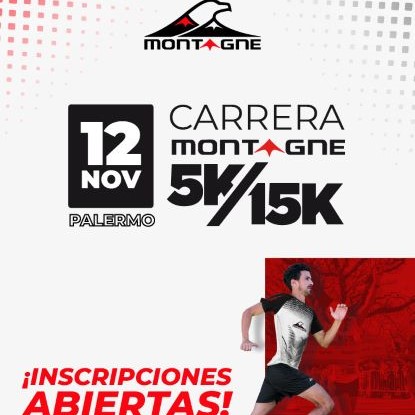 MONTAGNE
12
NOV
PALERMO
CARRERA
MONTAGNE
5K/15K
¡INSCRIPCIONES
ABIERTAS!